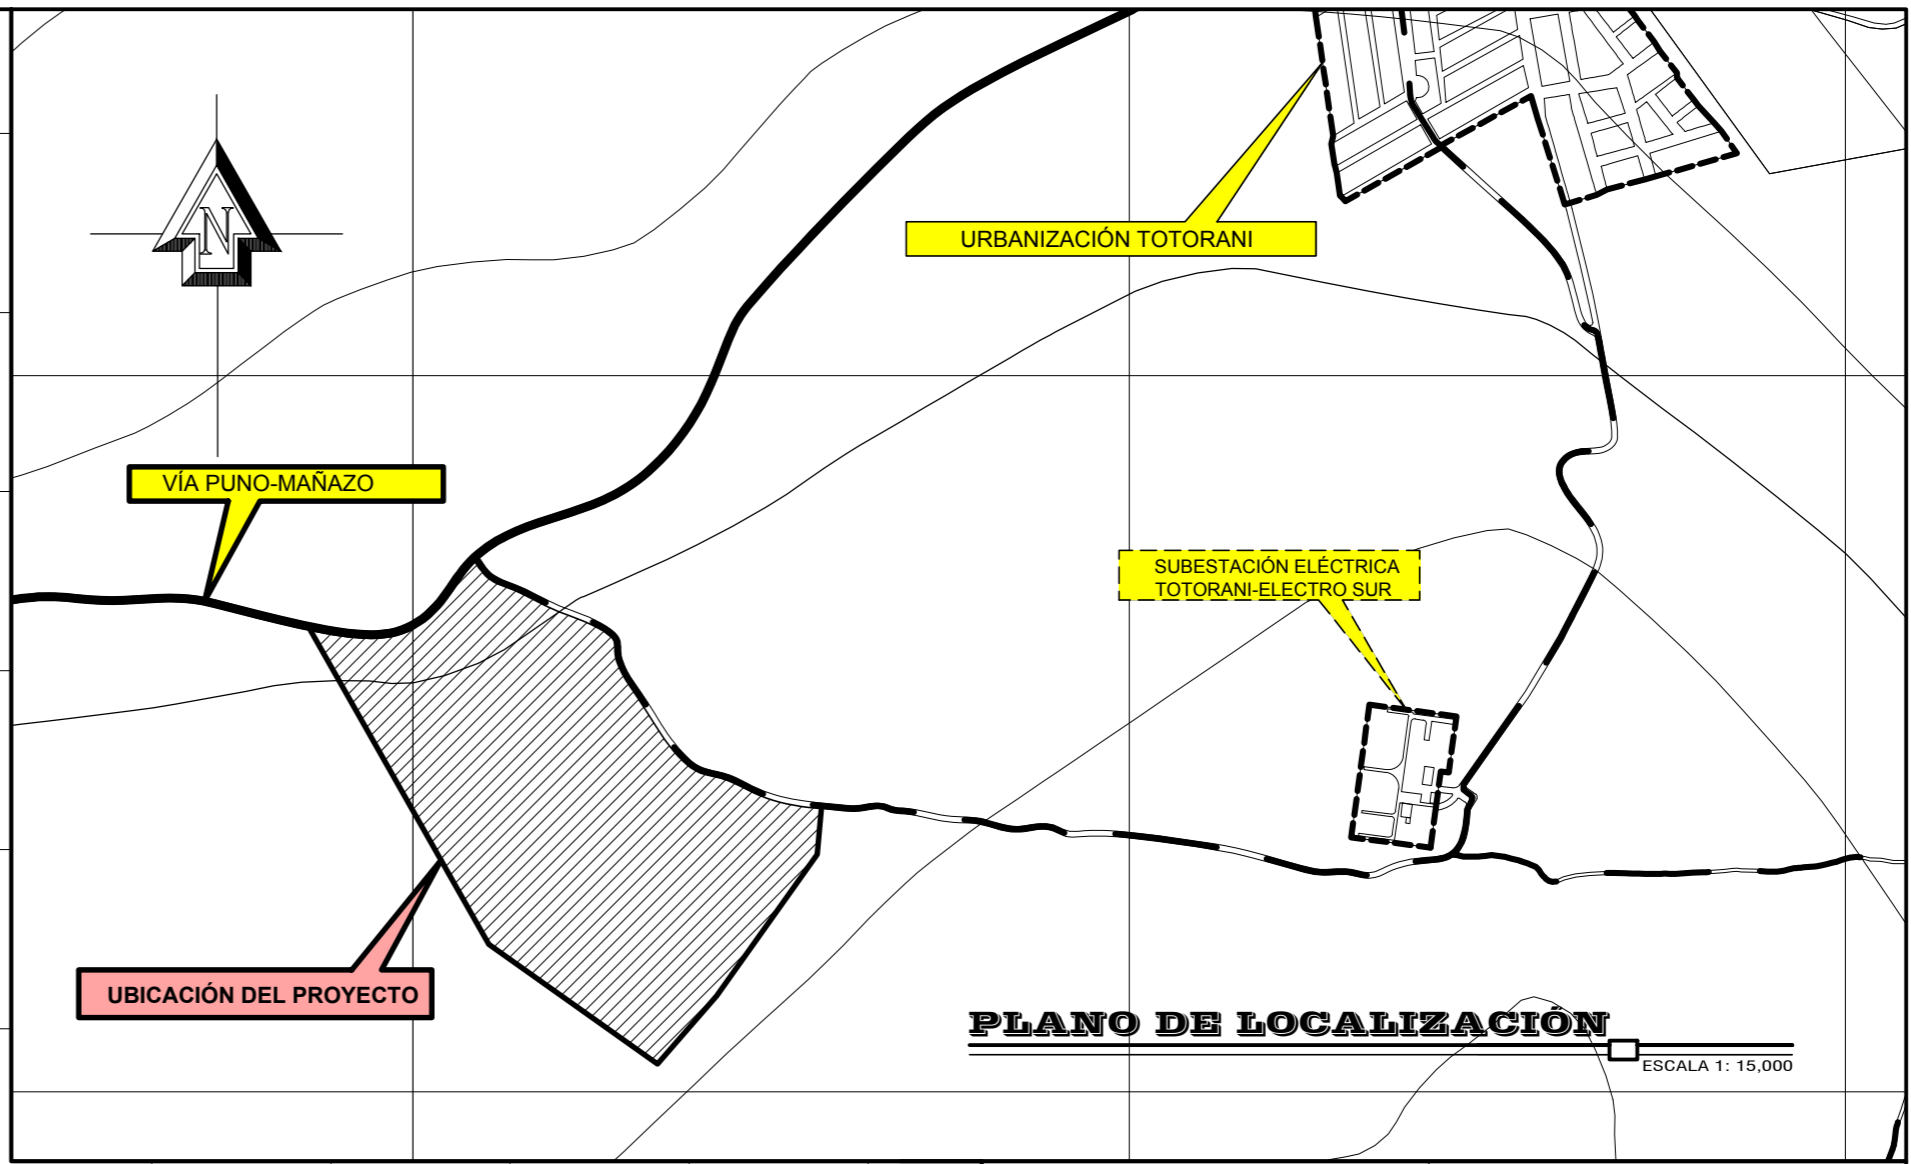 URBANIZACIÓN TOTORANI
N
VÍA PUNO-MAÑAZO
SUBESTACIÓN ELÉCTRICA
TOTORANI-ELECTRO SUR
UBICACIÓN DEL PROYECTO
PLANO DE LOCALIZACIÓN
ESCALA 1: 15,000